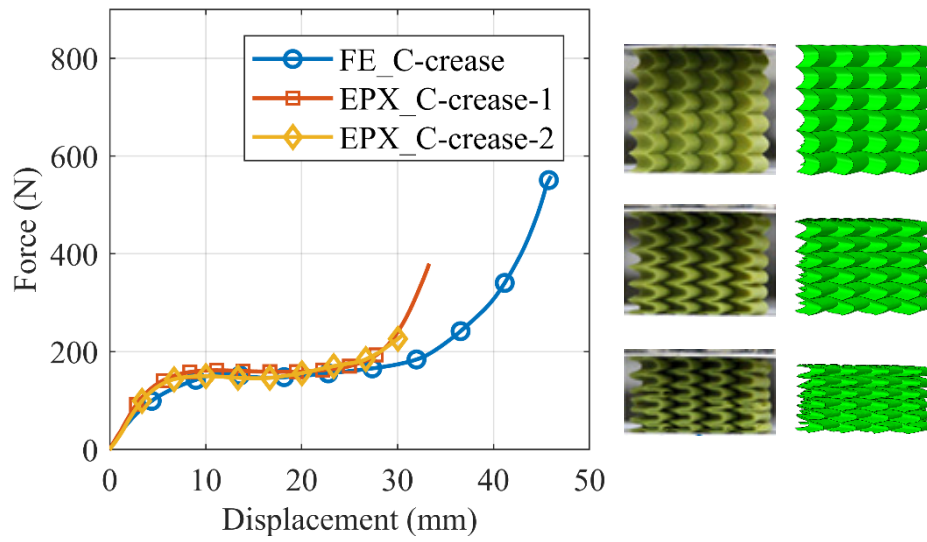 800
600
400
200
0
Force (N)
FE_C-crease
EPX_C-crease-1
EPX_C-crease-2
0 10 20 30 40 50
Displacement (mm)